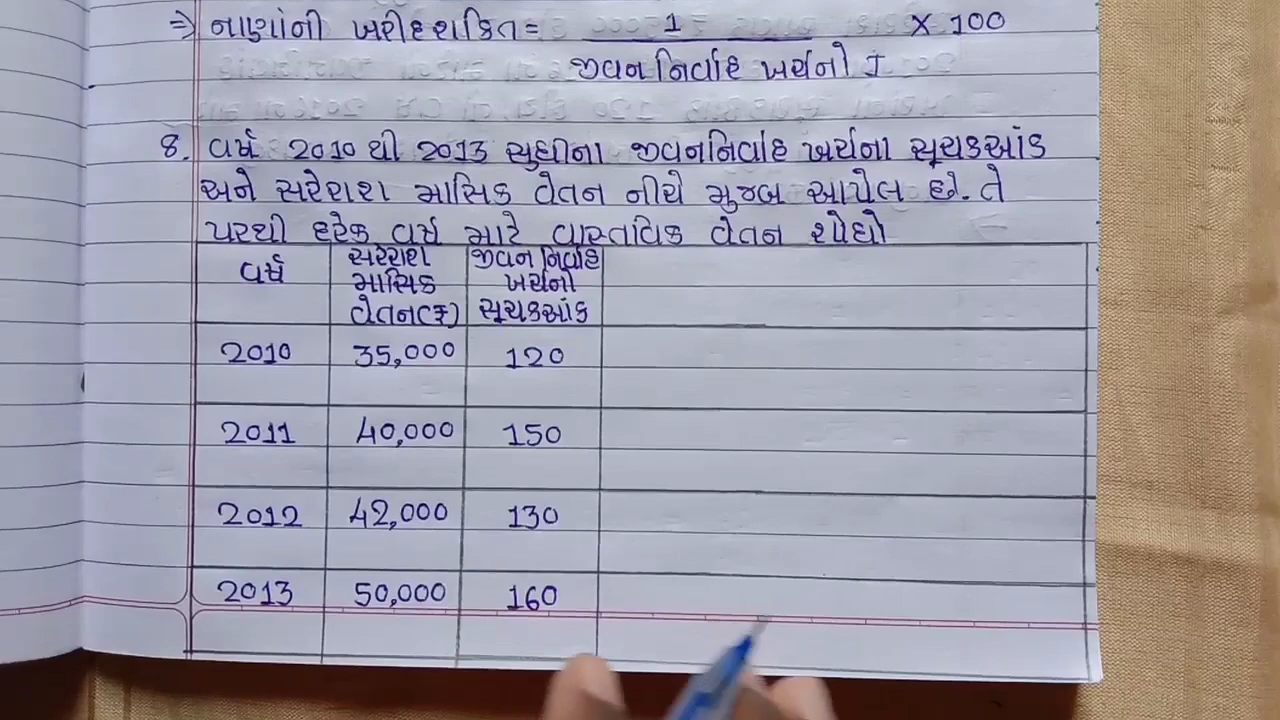 ⇒ નાણાંની ખરીદશક્તિ = 1 × 100
જીવન નિર્વાહ ખર્ચનો I
8. વર્ષ 2010 થી 2013 સુધીના જીવનનિર્વાહ ખર્ચના સૂચકઆંક
અને સરેરાશ માસિક વેતન નીચે મુજબ આપેલ છે. તે
પરથી દરેક વર્ષ માટે વાસ્તવિક વેતન શોધો
વર્ષ સરેરાશ માસિક વેતન(₹) જીવન નિર્વાહ ખર્ચનો સૂચકઆંક
2010 35,000 120
2011 40,000 150
2012 42,000 130
2013 50,000 160